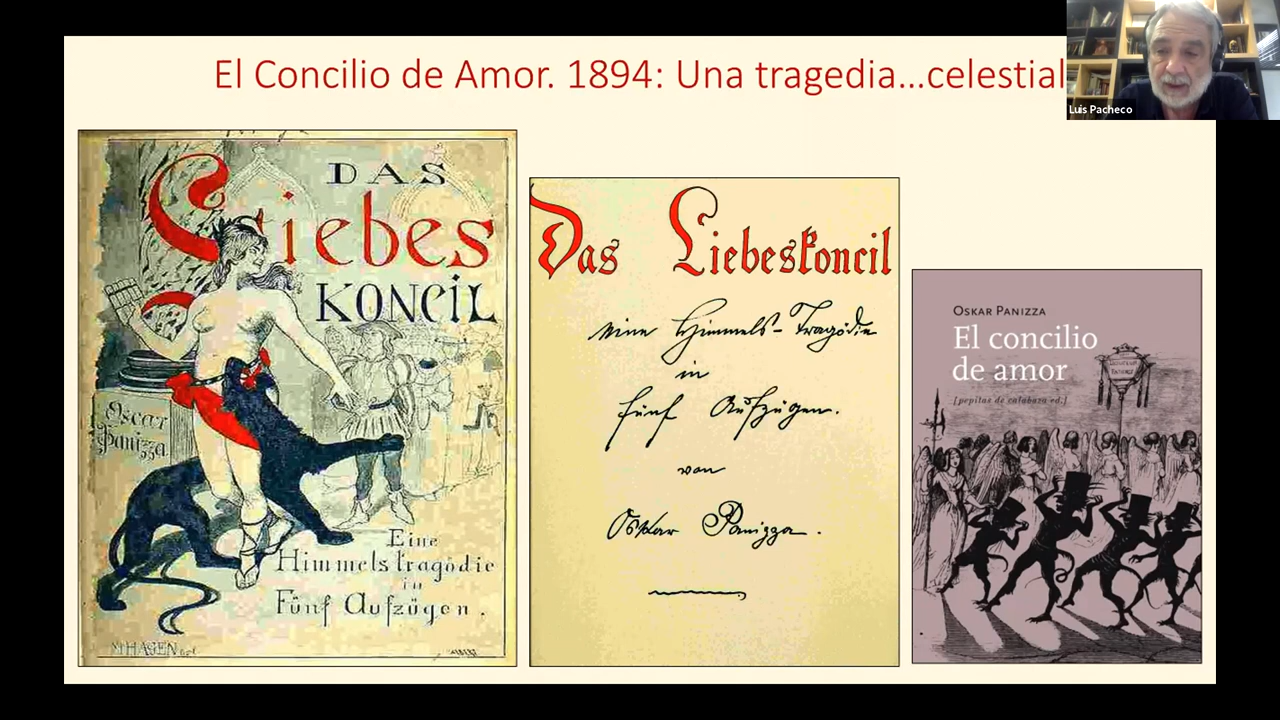 El Concilio de Amor. 1894: Una tragedia...celestial
Luis Pacheco
DAS
Liebes
KONCIL
Oscar
Panizza
Eine
Himmelstragödie
in
Fünf Aufzügen.
Das Liebeskoncil
eine Himmels-Tragödie
in
fünf Aufzügen.
von
Oskar Panizza.
OSKAR PANIZZA
El concilio
de amor
[pepitas de calabaza ed.]